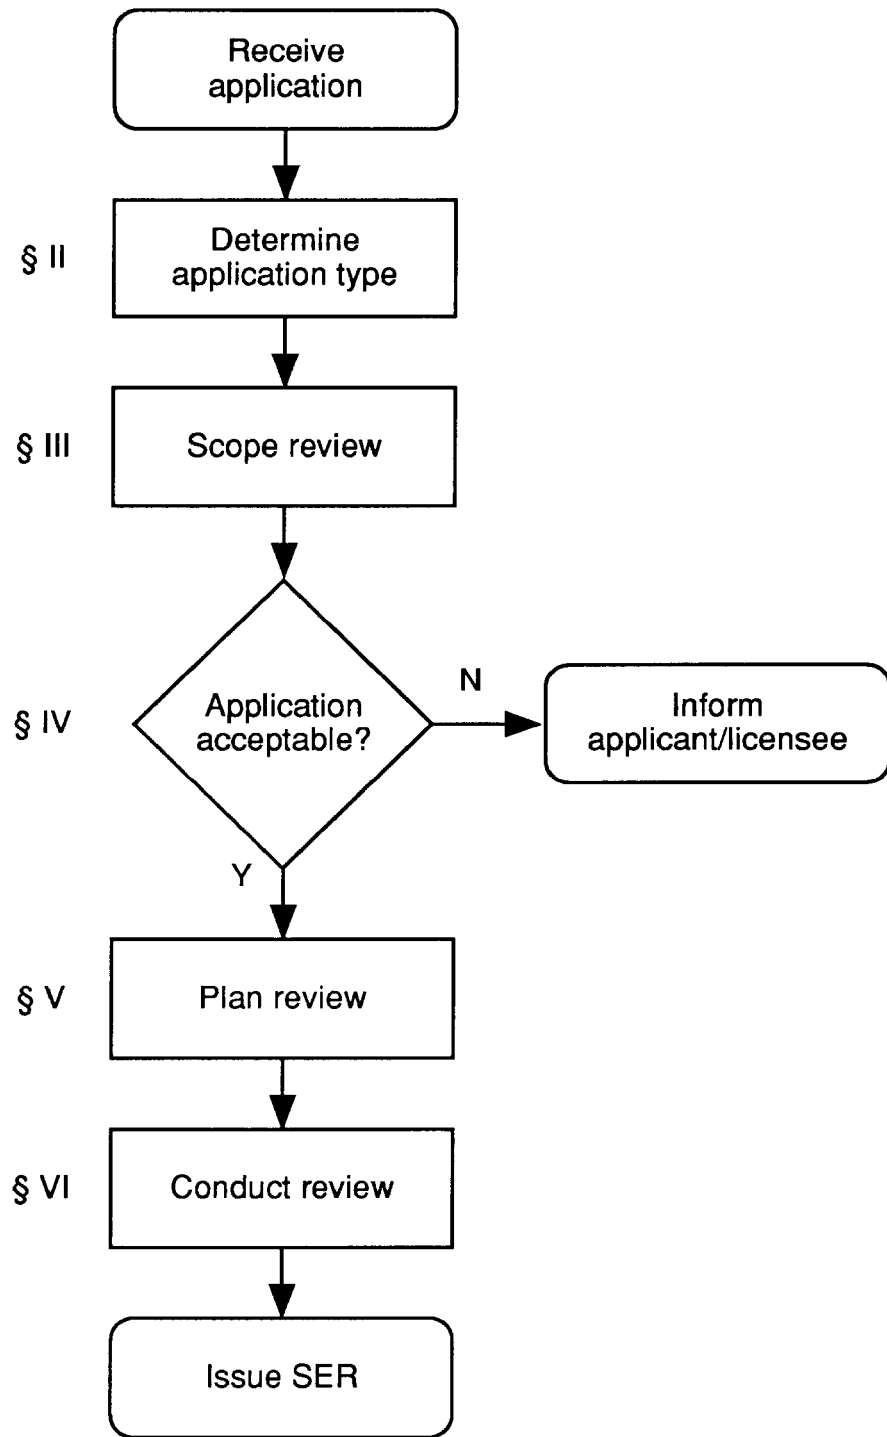 Receive
application
§ II
Determine
application type
§ III
Scope review
§ IV
Application
acceptable?
N
Inform
applicant/licensee
Y
§ V
Plan review
§ VI
Conduct review
Issue SER